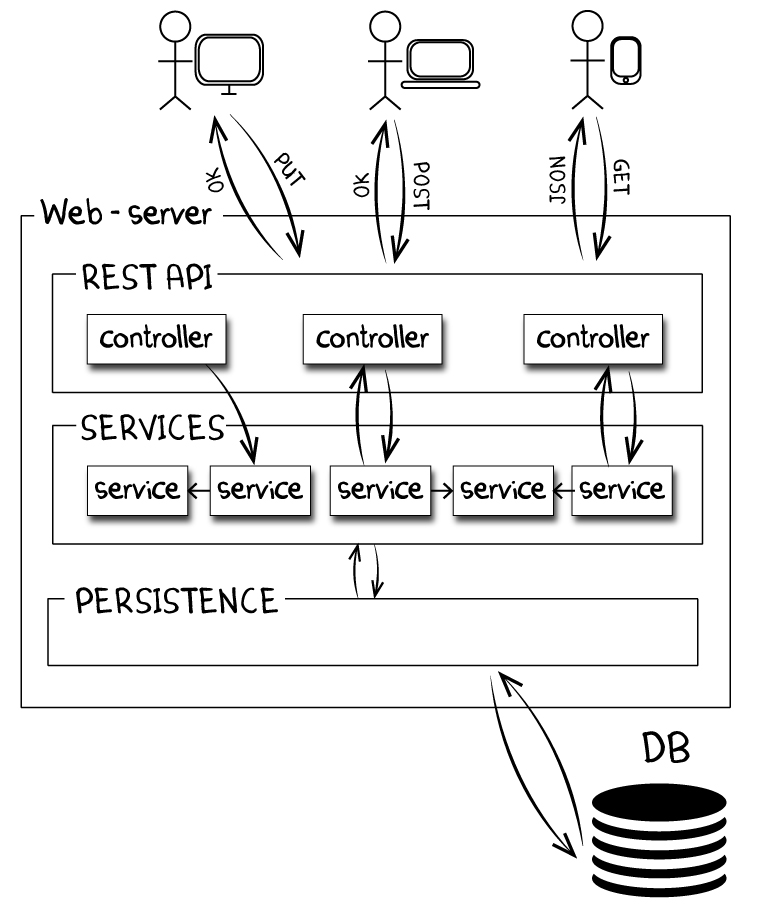 OK
PUT
OK
POST
JSON
GET
Web-server
REST API
controller
controller
controller
SERVICES
service
service
service
service
service
PERSISTENCE
DB